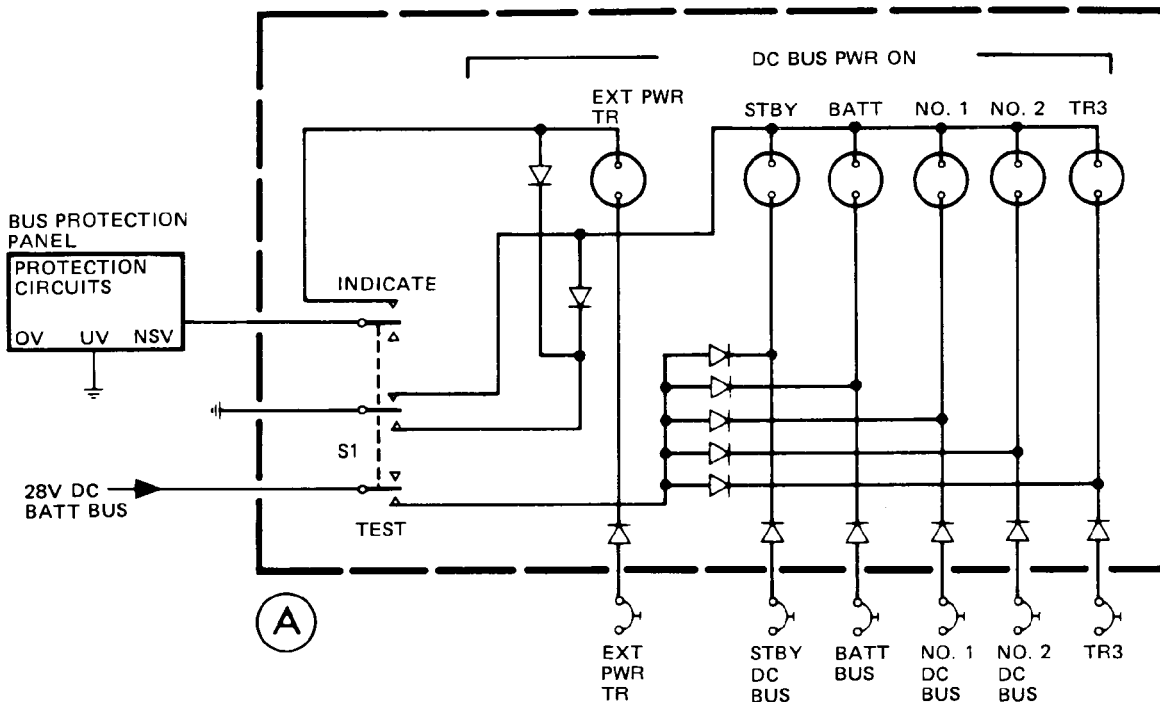 DC BUS PWR ON
EXT PWR
TR
STBY
BATT
NO. 1
NO. 2
TR3
BUS PROTECTION
PANEL
PROTECTION
CIRCUITS
OV UV NSV
INDICATE
S1
28V DC
BATT BUS
TEST
A
EXT
PWR
TR
STBY
DC
BUS
BATT
BUS
NO. 1
DC
BUS
NO. 2
DC
BUS
TR3